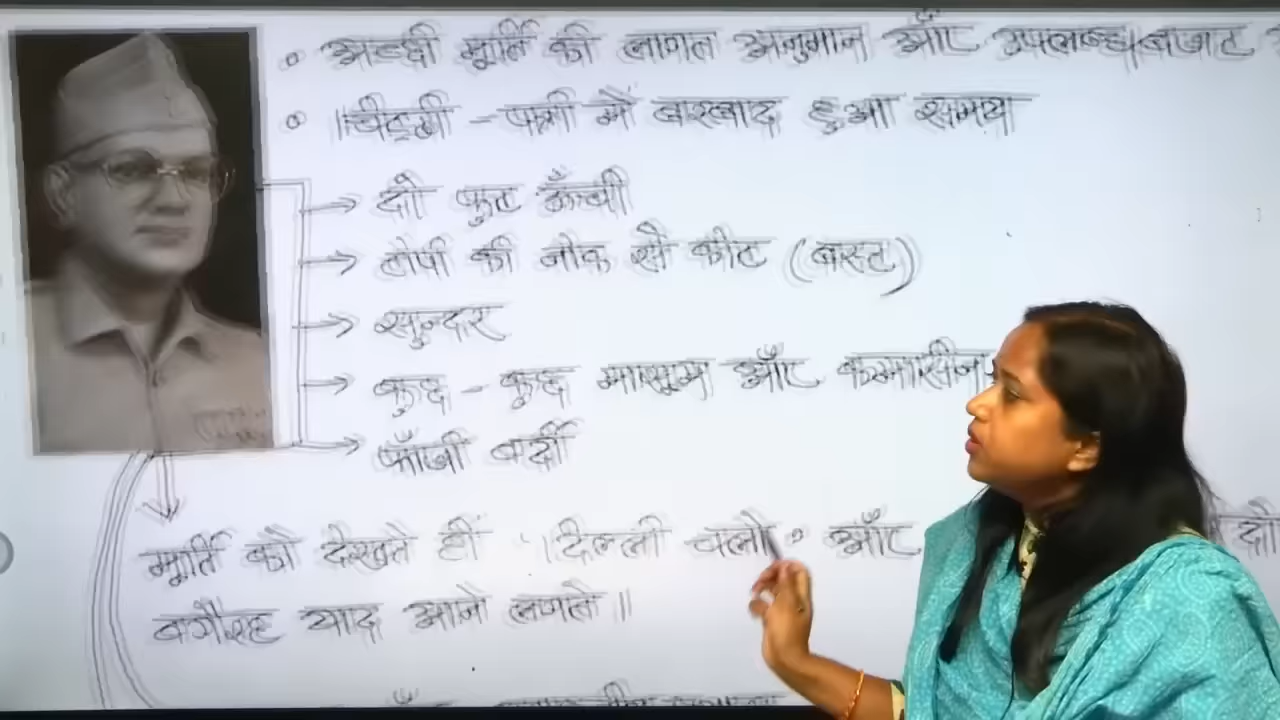 अच्छी मूर्ति की लागत अनुमान और उपलब्ध बजट
चिट्ठी - पत्री में बरबाद हुआ समय
→ दो फुट ऊँची
→ टोपी की नोक से कोट (बस्ट)
→ सुन्दर
→ कुछ - कुछ मासूम और कमासीन
→ फौजी वर्दी
मूर्ति को देखते ही 'दिल्ली चलो' और
वगैरह याद आने लगते ॥